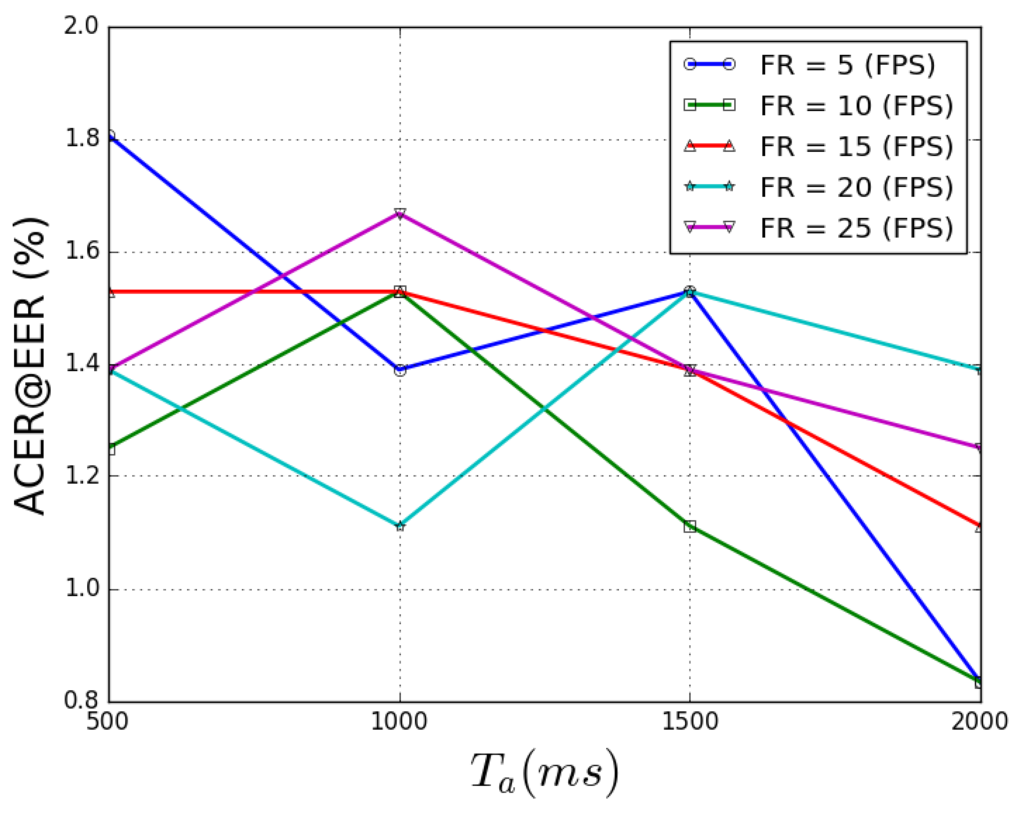 2.0
1.8
1.6
1.4
1.2
1.0
0.8
ACER@EER (%)
FR = 5 (FPS)
FR = 10 (FPS)
FR = 15 (FPS)
FR = 20 (FPS)
FR = 25 (FPS)
500 1000 1500 2000
T_a(ms)